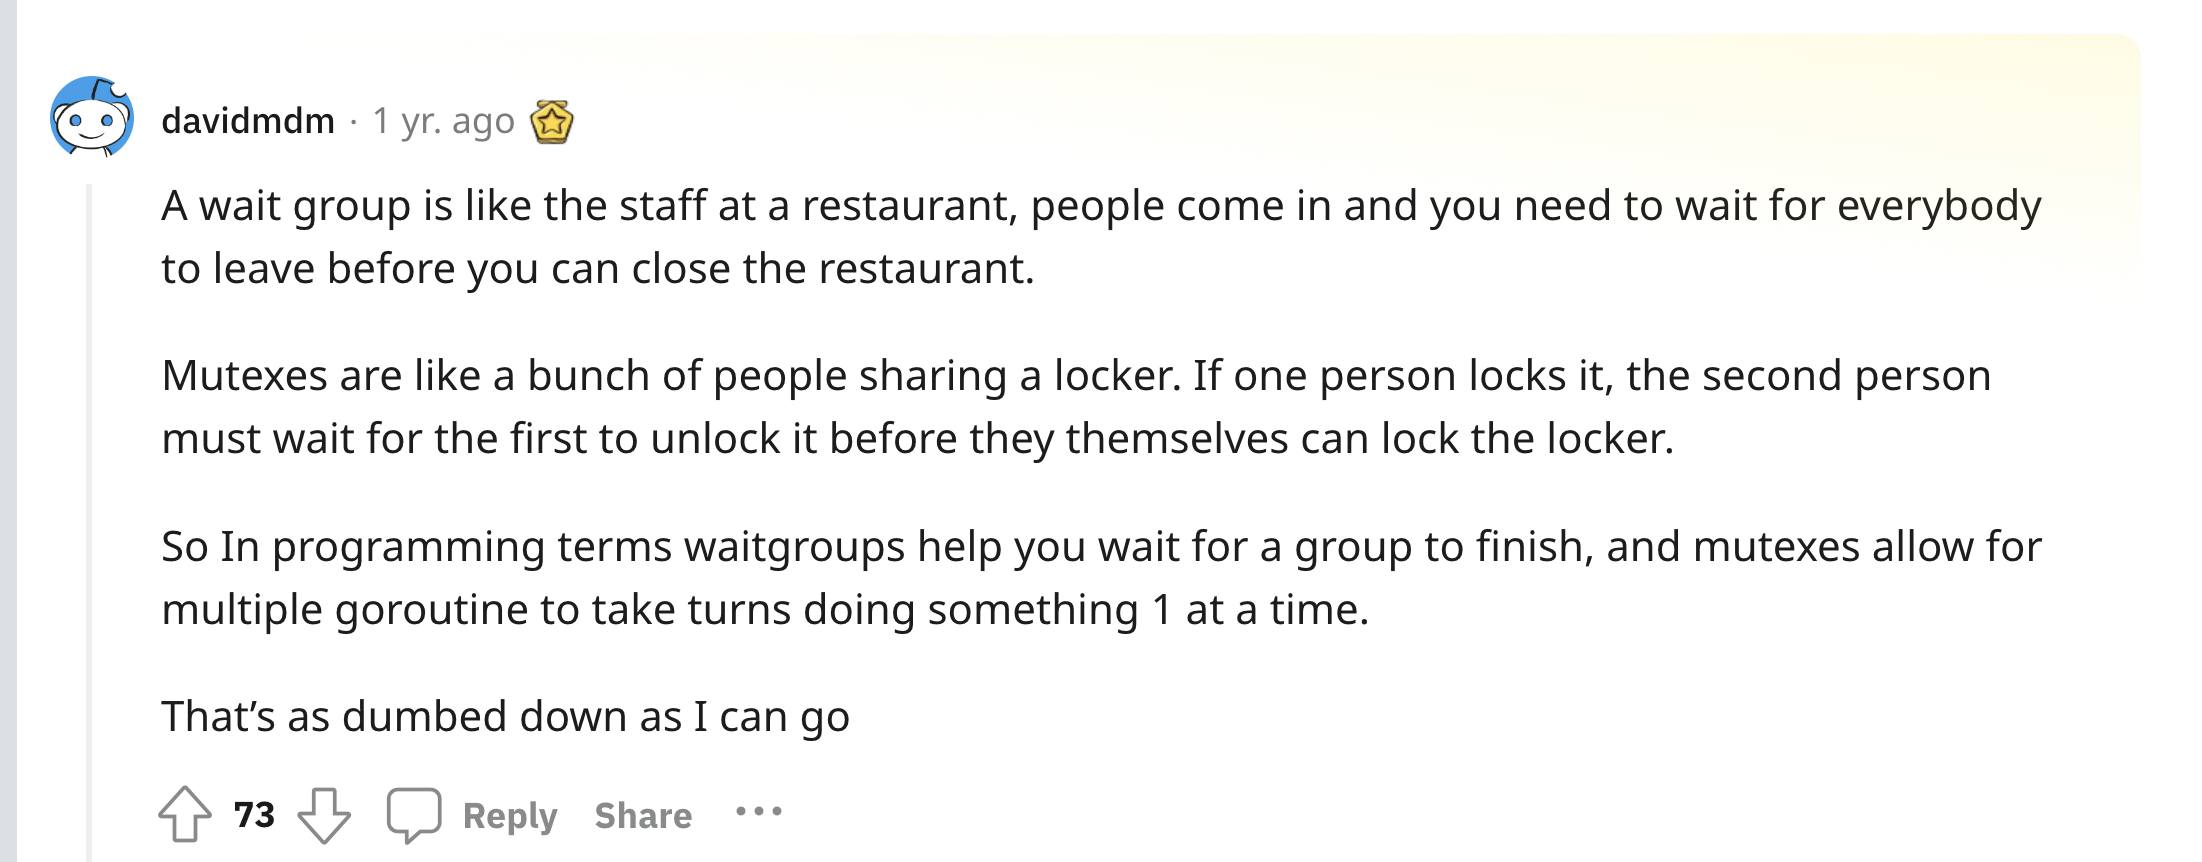 davidmdm · 1 yr. ago
A wait group is like the staff at a restaurant, people come in and you need to wait for everybody
to leave before you can close the restaurant.
Mutexes are like a bunch of people sharing a locker. If one person locks it, the second person
must wait for the first to unlock it before they themselves can lock the locker.
So In programming terms waitgroups help you wait for a group to finish, and mutexes allow for
multiple goroutine to take turns doing something 1 at a time.
That’s as dumbed down as I can go
73 Reply Share ···